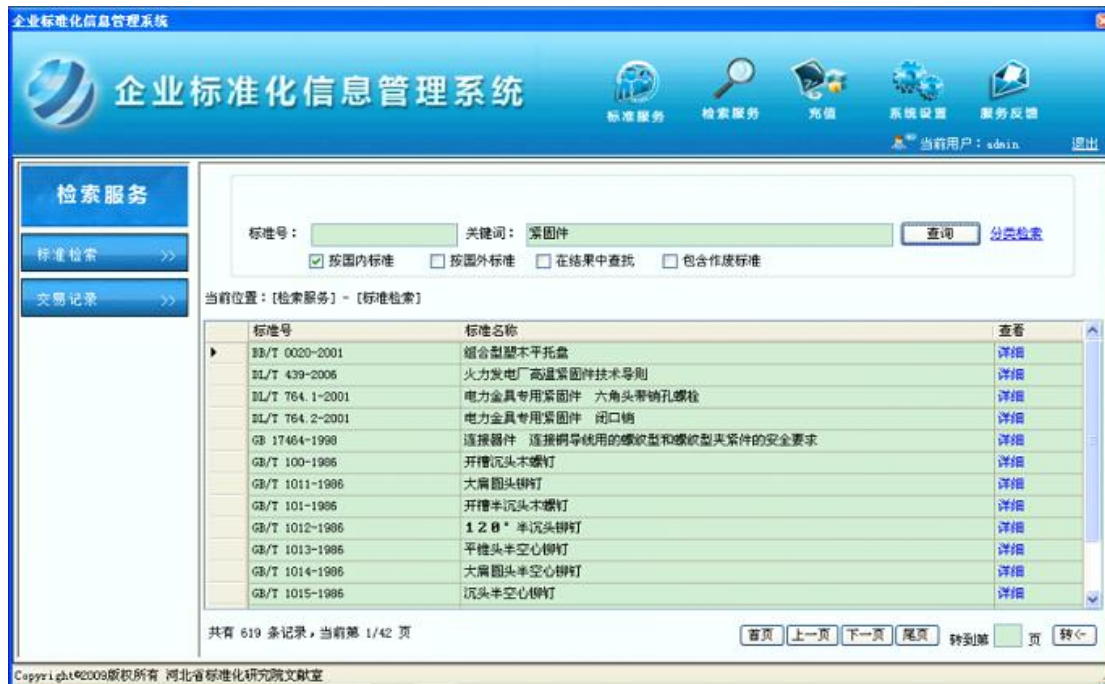 企业标准化信息管理系统
企业标准化信息管理系统
标准服务 检索服务 充值 系统设置 服务反馈
当前用户：admin 退出
检索服务
标准检索 >>
交易记录 >>
标准号： 关键词： 紧固件 查询 分类检索
按国内标准 按国外标准 在结果中查找 包含作废标准
当前位置：[检索服务] - [标准检索]
标准号 标准名称 查看
BB/T 0020-2001 组合型塑木平托盘 详细
DL/T 439-2006 火力发电厂高温紧固件技术导则 详细
DL/T 764.1-2001 电力金具专用紧固件 六角头带销孔螺栓 详细
DL/T 764.2-2001 电力金具专用紧固件 闭口销 详细
GB 17464-1998 连接器件 连接铜导线用的螺纹型和螺纹型夹紧件的安全要求 详细
GB/T 100-1986 开槽沉头木螺钉 详细
GB/T 1011-1986 大扁圆头铆钉 详细
GB/T 101-1986 开槽半沉头木螺钉 详细
GB/T 1012-1986 120°半沉头铆钉 详细
GB/T 1013-1986 平锥头半空心铆钉 详细
GB/T 1014-1986 大扁圆头半空心铆钉 详细
GB/T 1015-1986 沉头半空心铆钉 详细
共有 619 条记录，当前第 1/42 页 首页 上一页 下一页 尾页 转到第 页 转<-
Copyright©2009版权所有 河北省标准化研究院文献室